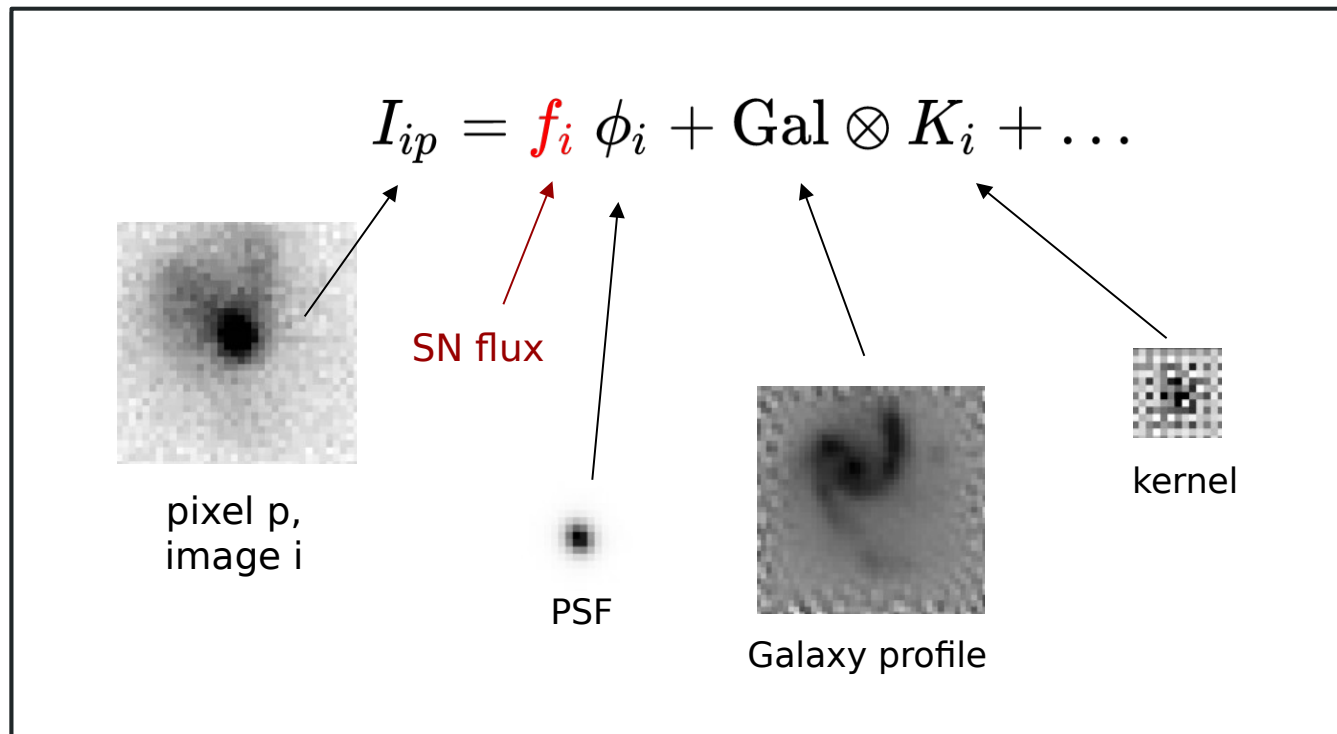 I_{ip} = f_i ϕ_i + Gal ⊗ K_i + …
SN flux
pixel p,
image i
PSF
Galaxy profile
kernel